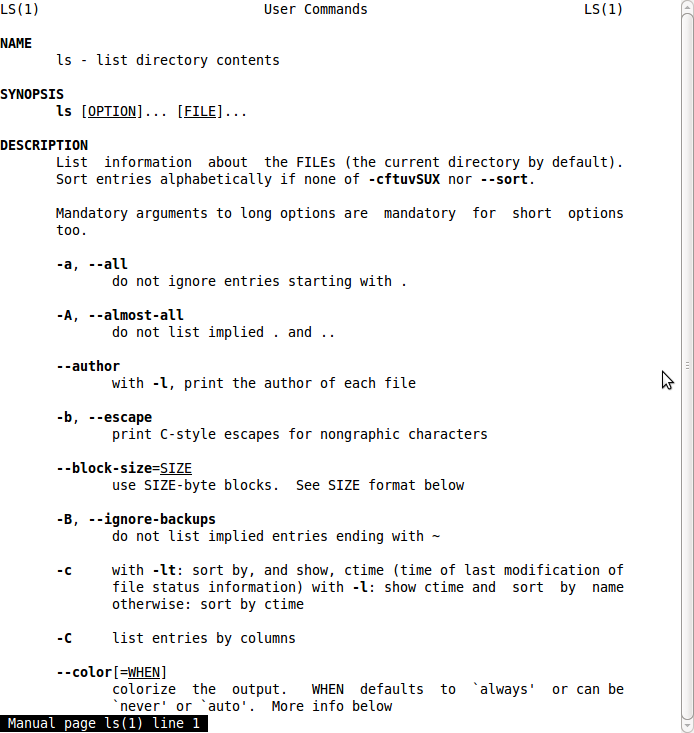 LS(1)                            User Commands                           LS(1)

NAME
       ls - list directory contents

SYNOPSIS
       ls [OPTION]... [FILE]...

DESCRIPTION
       List  information  about  the FILEs (the current directory by default).
       Sort entries alphabetically if none of -cftuvSUX nor --sort.

       Mandatory arguments to long options are  mandatory  for  short  options
       too.

       -a, --all
              do not ignore entries starting with .

       -A, --almost-all
              do not list implied . and ..

       --author
              with -l, print the author of each file

       -b, --escape
              print C-style escapes for nongraphic characters

       --block-size=SIZE
              use SIZE-byte blocks.  See SIZE format below

       -B, --ignore-backups
              do not list implied entries ending with ~

       -c     with -lt: sort by, and show, ctime (time of last modification of
              file status information) with -l: show ctime and  sort  by  name
              otherwise: sort by ctime

       -C     list entries by columns

       --color[=WHEN]
              colorize  the  output.   WHEN  defaults  to  `always'  or can be
              `never' or `auto'.  More info below
 Manual page ls(1) line 1